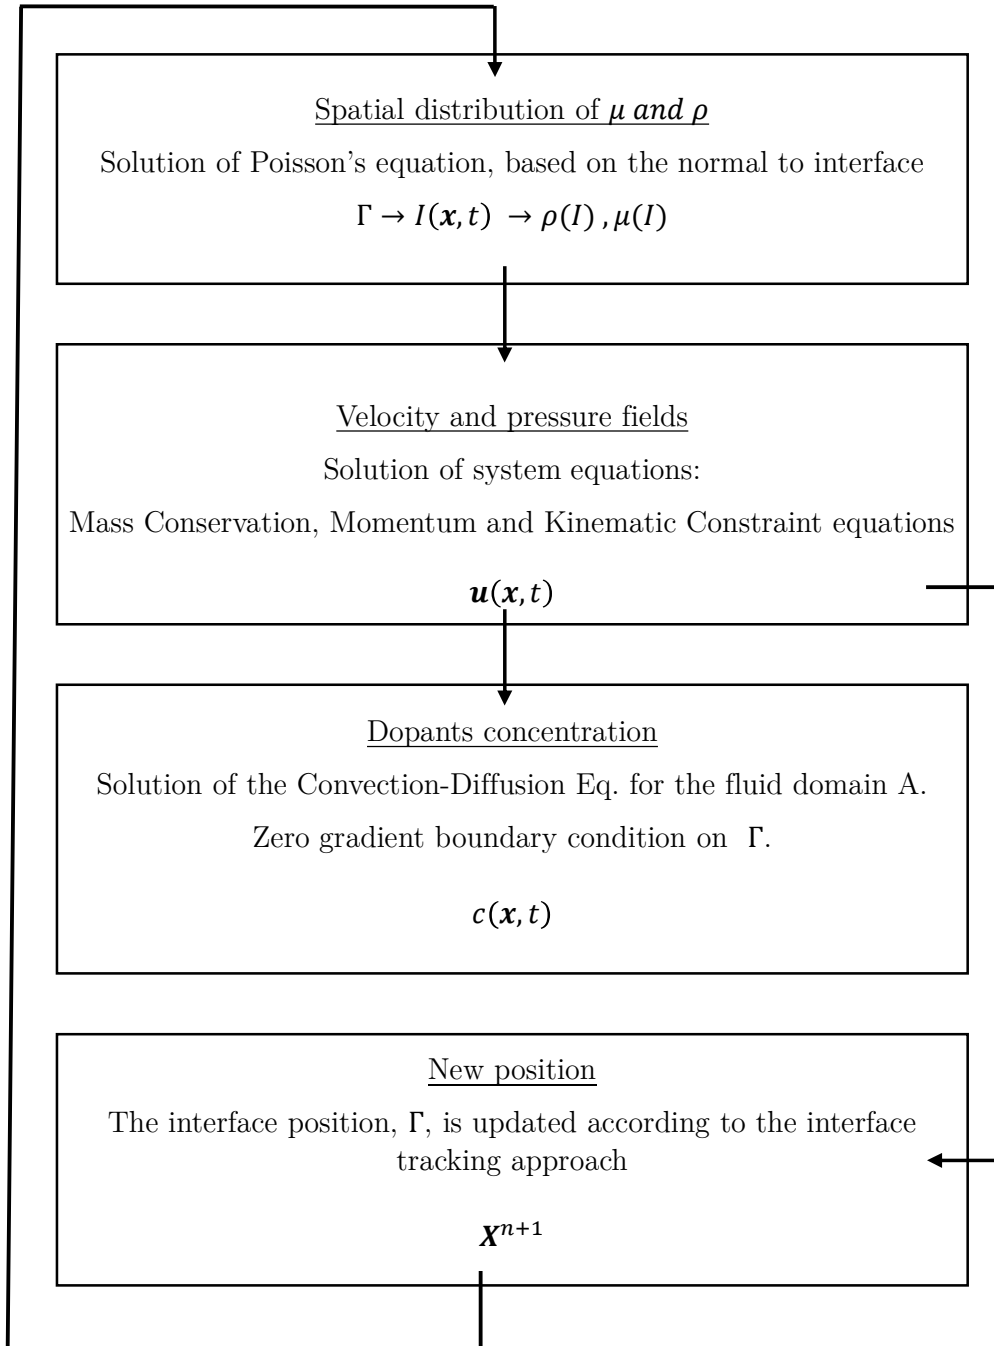 Spatial distribution of μ and ρ
Solution of Poisson's equation, based on the normal to interface
Γ → I(x, t) → ρ(I) , μ(I)
Velocity and pressure fields
Solution of system equations:
Mass Conservation, Momentum and Kinematic Constraint equations
u(x, t)
Dopants concentration
Solution of the Convection-Diffusion Eq. for the fluid domain A.
Zero gradient boundary condition on Γ.
c(x, t)
New position
The interface position, Γ, is updated according to the interface
tracking approach
Xⁿ⁺¹